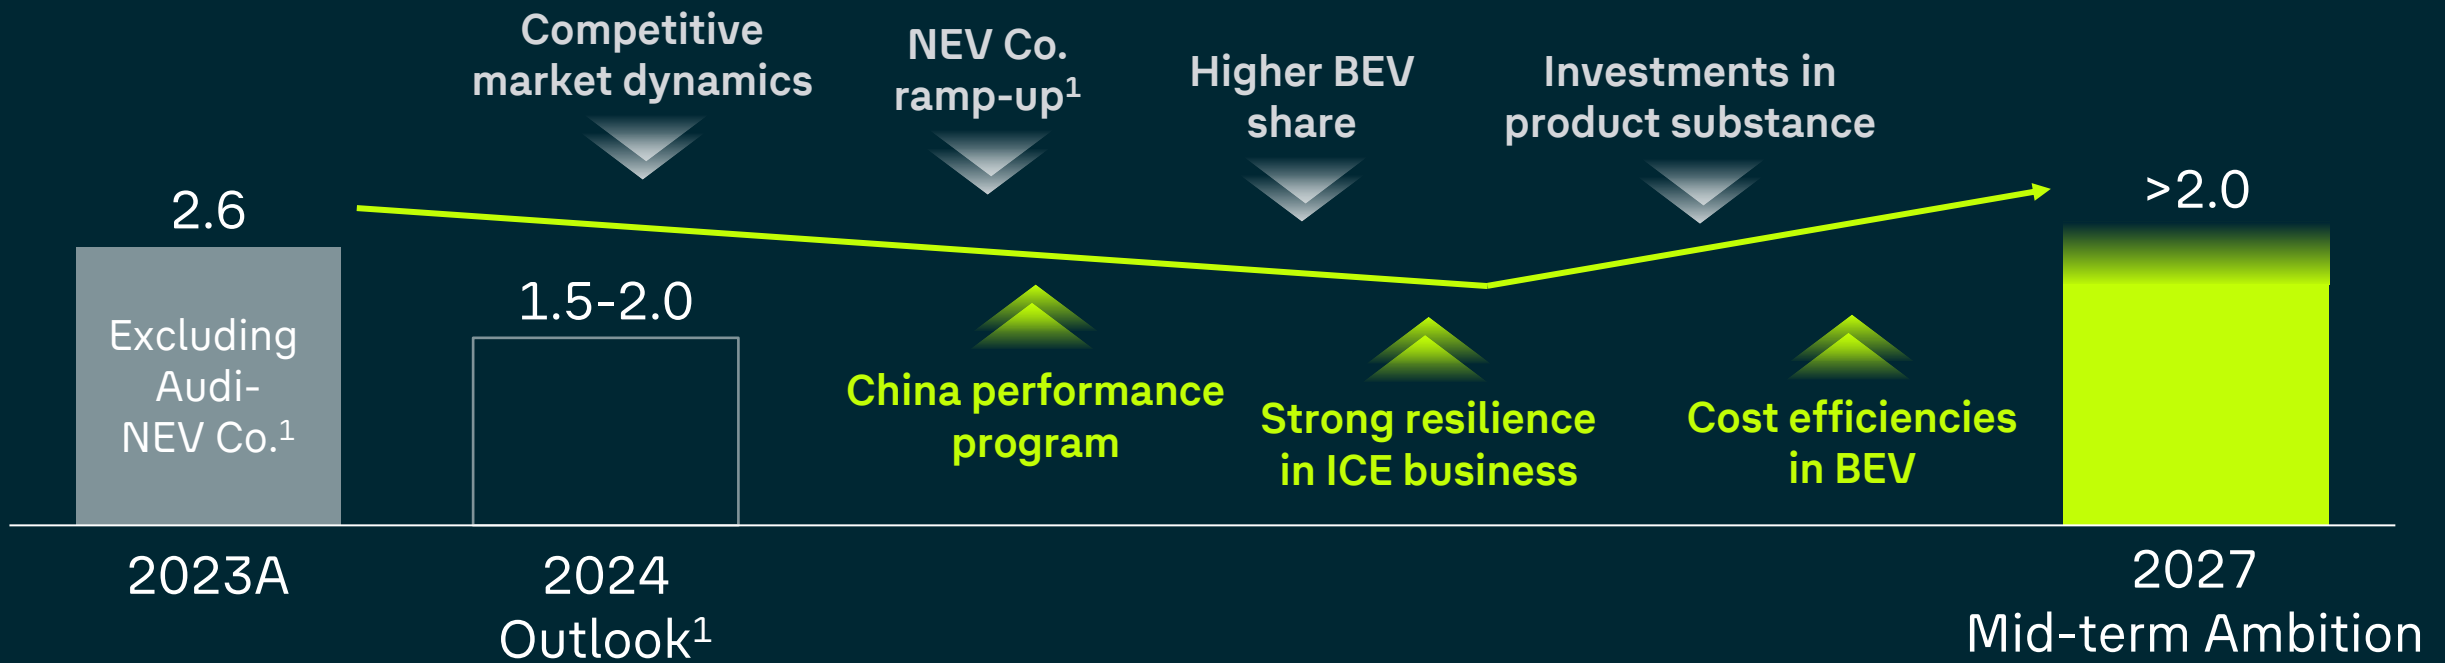 Competitive
market dynamics
NEV Co.
ramp-up¹
Higher BEV
share
Investments in
product substance
2.6
Excluding
Audi-
NEV Co.¹
1.5-2.0
China performance
program
Strong resilience
in ICE business
Cost efficiencies
in BEV
>2.0
2023A
2024
Outlook¹
2027
Mid-term Ambition